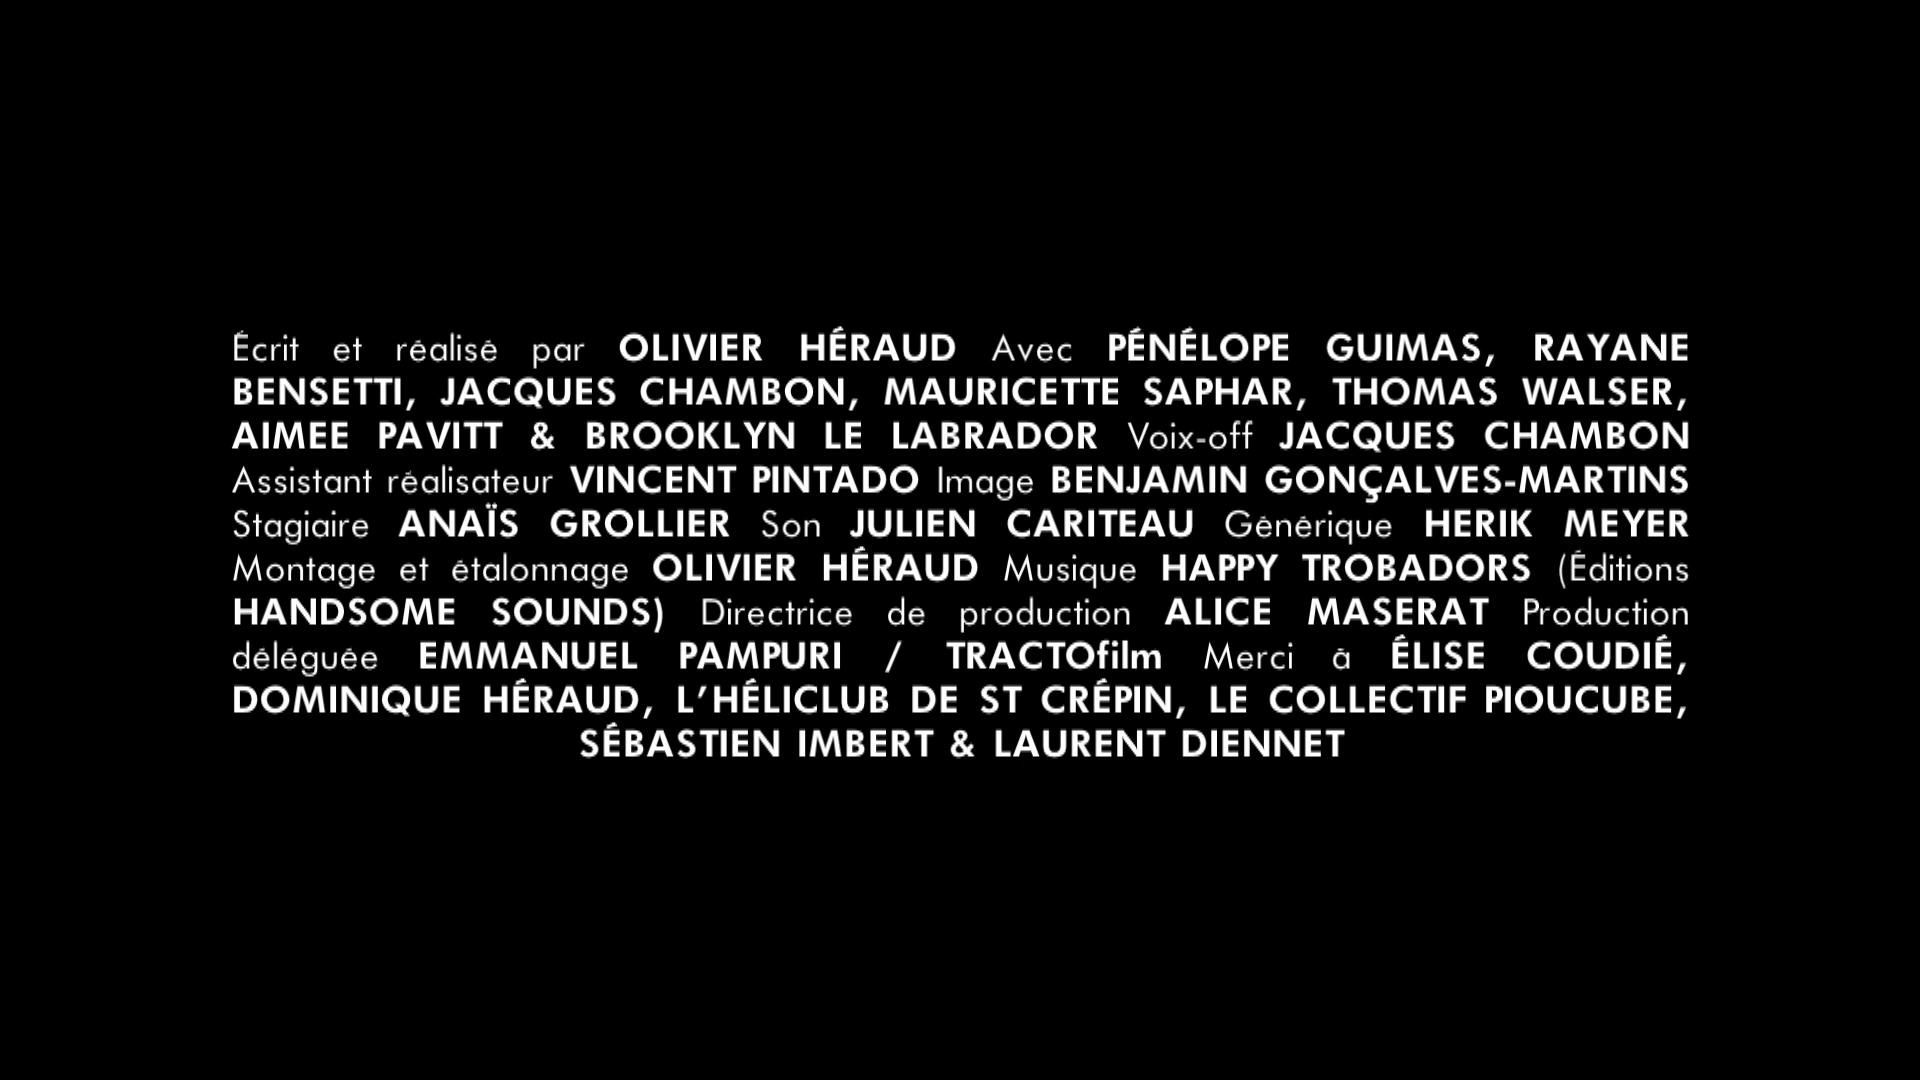 Écrit et réalisé par OLIVIER HÉRAUD Avec PÉNÉLOPE GUIMAS, RAYANE
BENSETTI, JACQUES CHAMBON, MAURICETTE SAPHAR, THOMAS WALSER,
AIMEE PAVITT & BROOKLYN LE LABRADOR Voix-off JACQUES CHAMBON
Assistant réalisateur VINCENT PINTADO Image BENJAMIN GONÇALVES-MARTINS
Stagiaire ANAÏS GROLLIER Son JULIEN CARITEAU Générique HERIK MEYER
Montage et étalonnage OLIVIER HÉRAUD Musique HAPPY TROBADORS (Éditions
HANDSOME SOUNDS) Directrice de production ALICE MASERAT Production
déléguée EMMANUEL PAMPURI / TRACTOfilm Merci à ÉLISE COUDIÉ,
DOMINIQUE HÉRAUD, L’HÉLICLUB DE ST CRÉPIN, LE COLLECTIF PIOUCUBE,
SÉBASTIEN IMBERT & LAURENT DIENNET